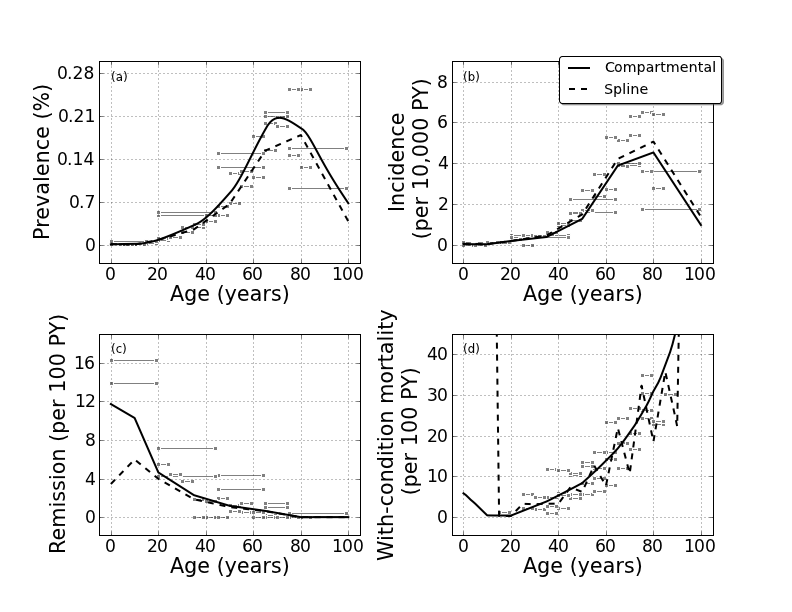 Compartmental
Spline
(a)
0.28
0.21
0.14
0.7
0
Prevalence (%)
0 20 40 60 80 100
Age (years)
(b)
8
6
4
2
0
Incidence
(per 10,000 PY)
0 20 40 60 80 100
Age (years)
(c)
16
12
8
4
0
Remission (per 100 PY)
0 20 40 60 80 100
Age (years)
(d)
40
30
20
10
0
With-condition mortality
(per 100 PY)
0 20 40 60 80 100
Age (years)